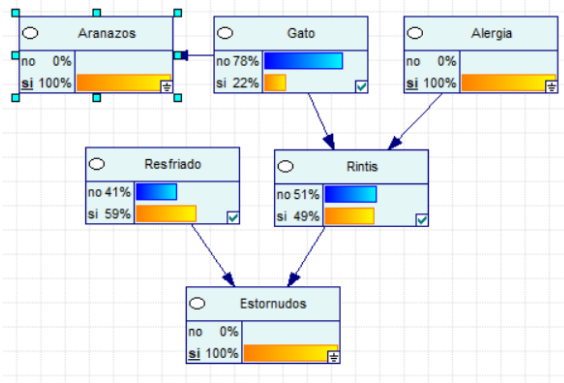 Aranazos
no 0%
si 100%
Gato
no 78%
si 22%
Alergia
no 0%
si 100%
Resfriado
no 41%
si 59%
Rintis
no 51%
si 49%
Estornudos
no 0%
si 100%